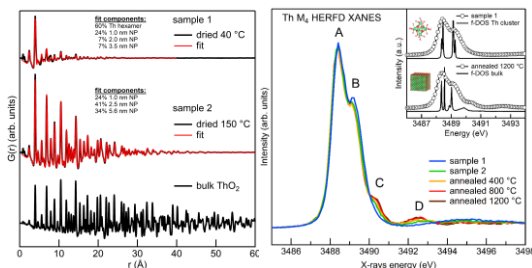 fit components:
60% Th hexamer
24% 1.0 nm NP
7% 2.0 nm NP
7% 3.5 nm NP
sample 1
dried 40 °C
fit
fit components:
24% 1.0 nm NP
41% 2.5 nm NP
34% 5.6 nm NP
sample 2
dried 150 °C
fit
bulk ThO₂
G(r) (arb. units)
0 10 20 30 40 50 60
r (Å)
Th M₄ HERFD XANES
A
B
C
D
sample 1
f-DOS Th cluster
annealed 1200 °C
f-DOS bulk
Intensity (a.u.)
3487 3489 3491 3493
Energy (eV)
sample 1
sample 2
annealed 400 °C
annealed 800 °C
annealed 1200 °C
Intensity (arb. units)
3486 3488 3490 3492 3494 3496 3498
X-rays energy (eV)